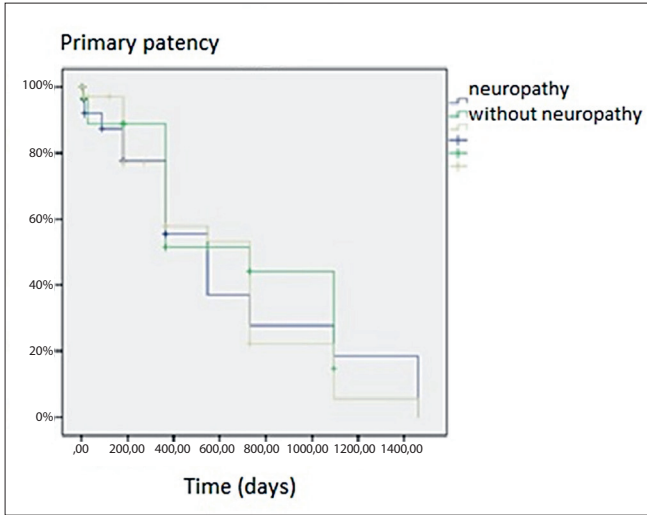 Primary patency
100%
80%
60%
40%
20%
0%
,00 200,00 400,00 600,00 800,00 1000,00 1200,00 1400,00
Time (days)
neuropathy
without neuropathy